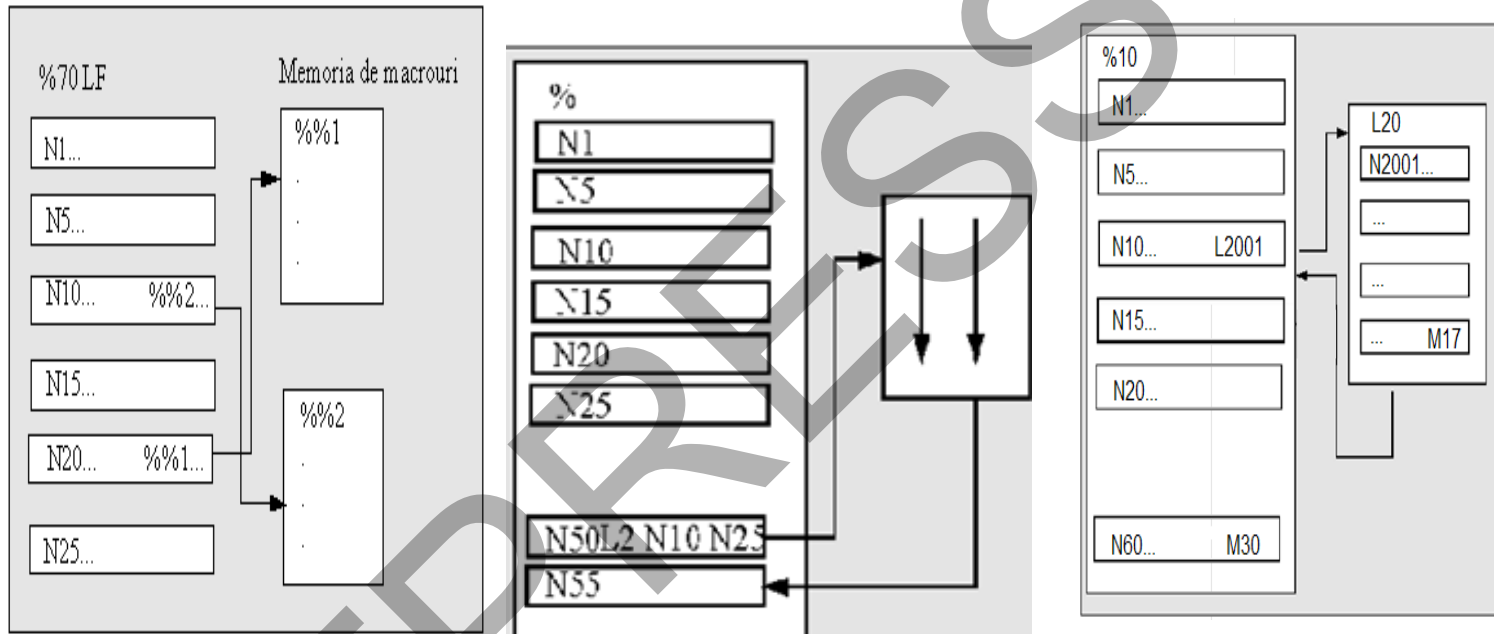 %70 LF
Memoria de macrouri
N1...
N5...
N10... %%2...
N15...
N20... %%1...
N25...
%%1
.
.
.
%%2
.
.
.
%
N1
N5
N10
N15
N20
N25
N50L2 N10 N25
N55
%10
N1...
N5...
N10... L2001
N15...
N20...
N60... M30
L20
N2001...
...
...
... M17
PRESS